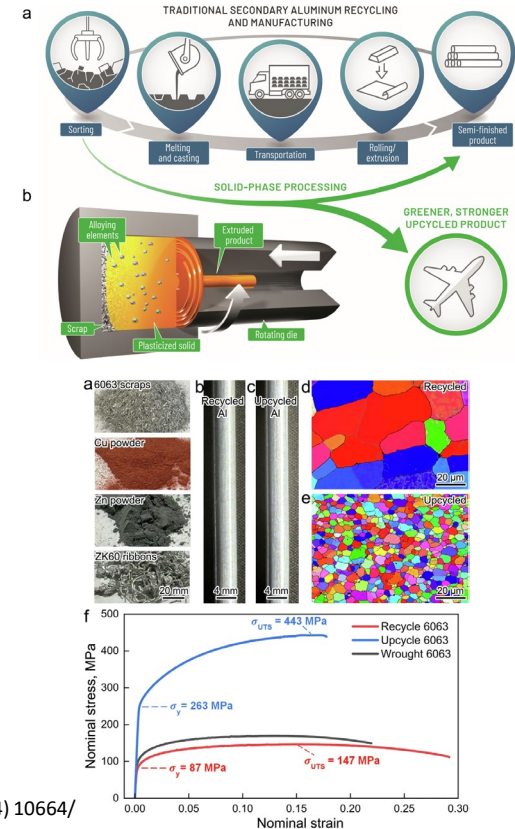 a
TRADITIONAL SECONDARY ALUMINUM RECYCLING
AND MANUFACTURING
Sorting
Melting
and casting
Transportation
Rolling/
extrusion
Semi-finished
product
SOLID-PHASE PROCESSING
b
GREENER, STRONGER
UPCYCLED PRODUCT
Alloying
elements
Extruded
product
Scrap
Plasticized solid
Rotating die
a
6063 scraps
Cu powder
Zn powder
ZK60 ribbons
20 mm
b
Recycled
Al
4 mm
c
Upcycled
Al
4 mm
d
Recycled
20 μm
e
Upcycled
20 μm
f
Nominal stress, MPa
500
400
300
200
100
0
σUTS = 443 MPa
Recycle 6063
Upcycle 6063
Wrought 6063
σy = 263 MPa
σy = 87 MPa
σUTS = 147 MPa
0.00 0.05 0.10 0.15 0.20 0.25 0.30
Nominal strain
4) 10664/